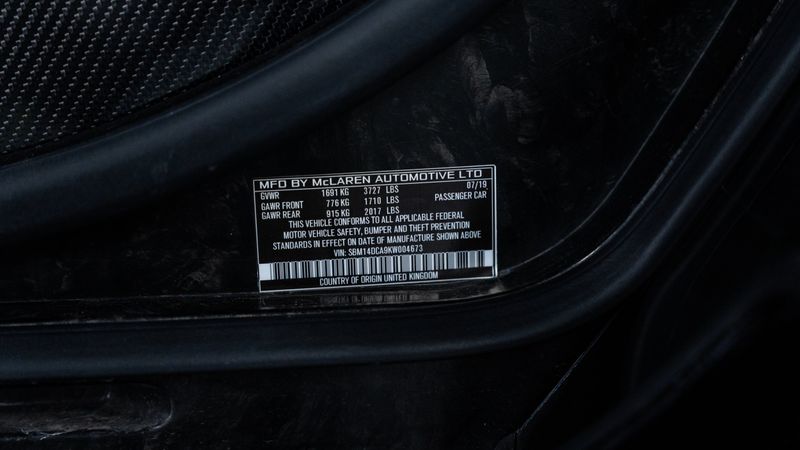 MFD BY McLAREN AUTOMOTIVE LTD
GVWR 1691 KG 3727 LBS 07/19
GAWR FRONT 776 KG 1710 LBS PASSENGER CAR
GAWR REAR 915 KG 2017 LBS
THIS VEHICLE CONFORMS TO ALL APPLICABLE FEDERAL
MOTOR VEHICLE SAFETY, BUMPER AND THEFT PREVENTION
STANDARDS IN EFFECT ON DATE OF MANUFACTURE SHOWN ABOVE
VIN: SBM14DCA9KW004673
COUNTRY OF ORIGIN UNITED KINGDOM